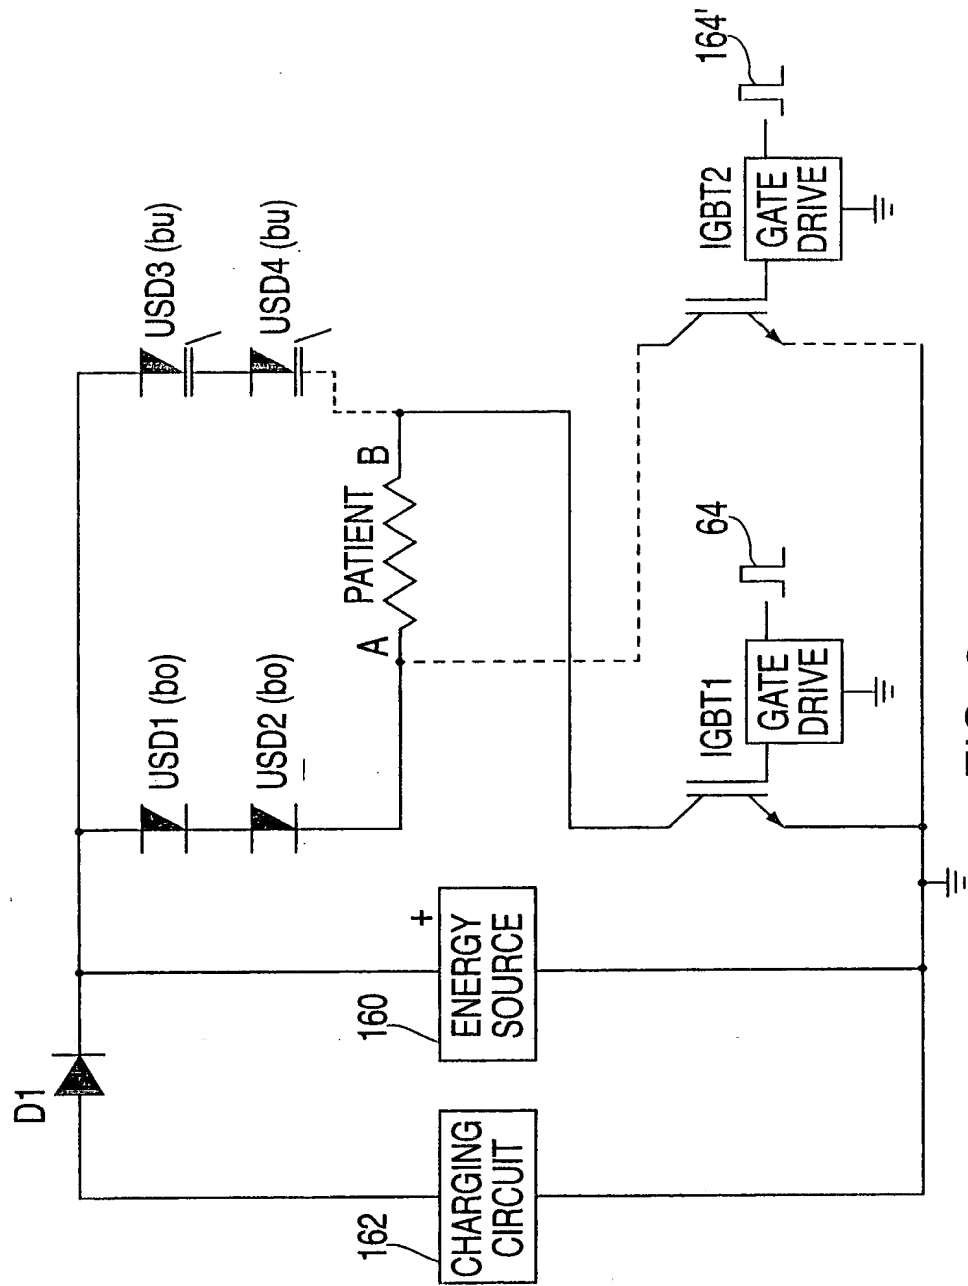 D1
162
CHARGING
CIRCUIT
160
ENERGY
SOURCE
+
USD1 (bo)
USD2 (bo)
USD3 (bu)
USD4 (bu)
PATIENT
A
B
IGBT1
GATE
DRIVE
64
IGBT2
GATE
DRIVE
164'